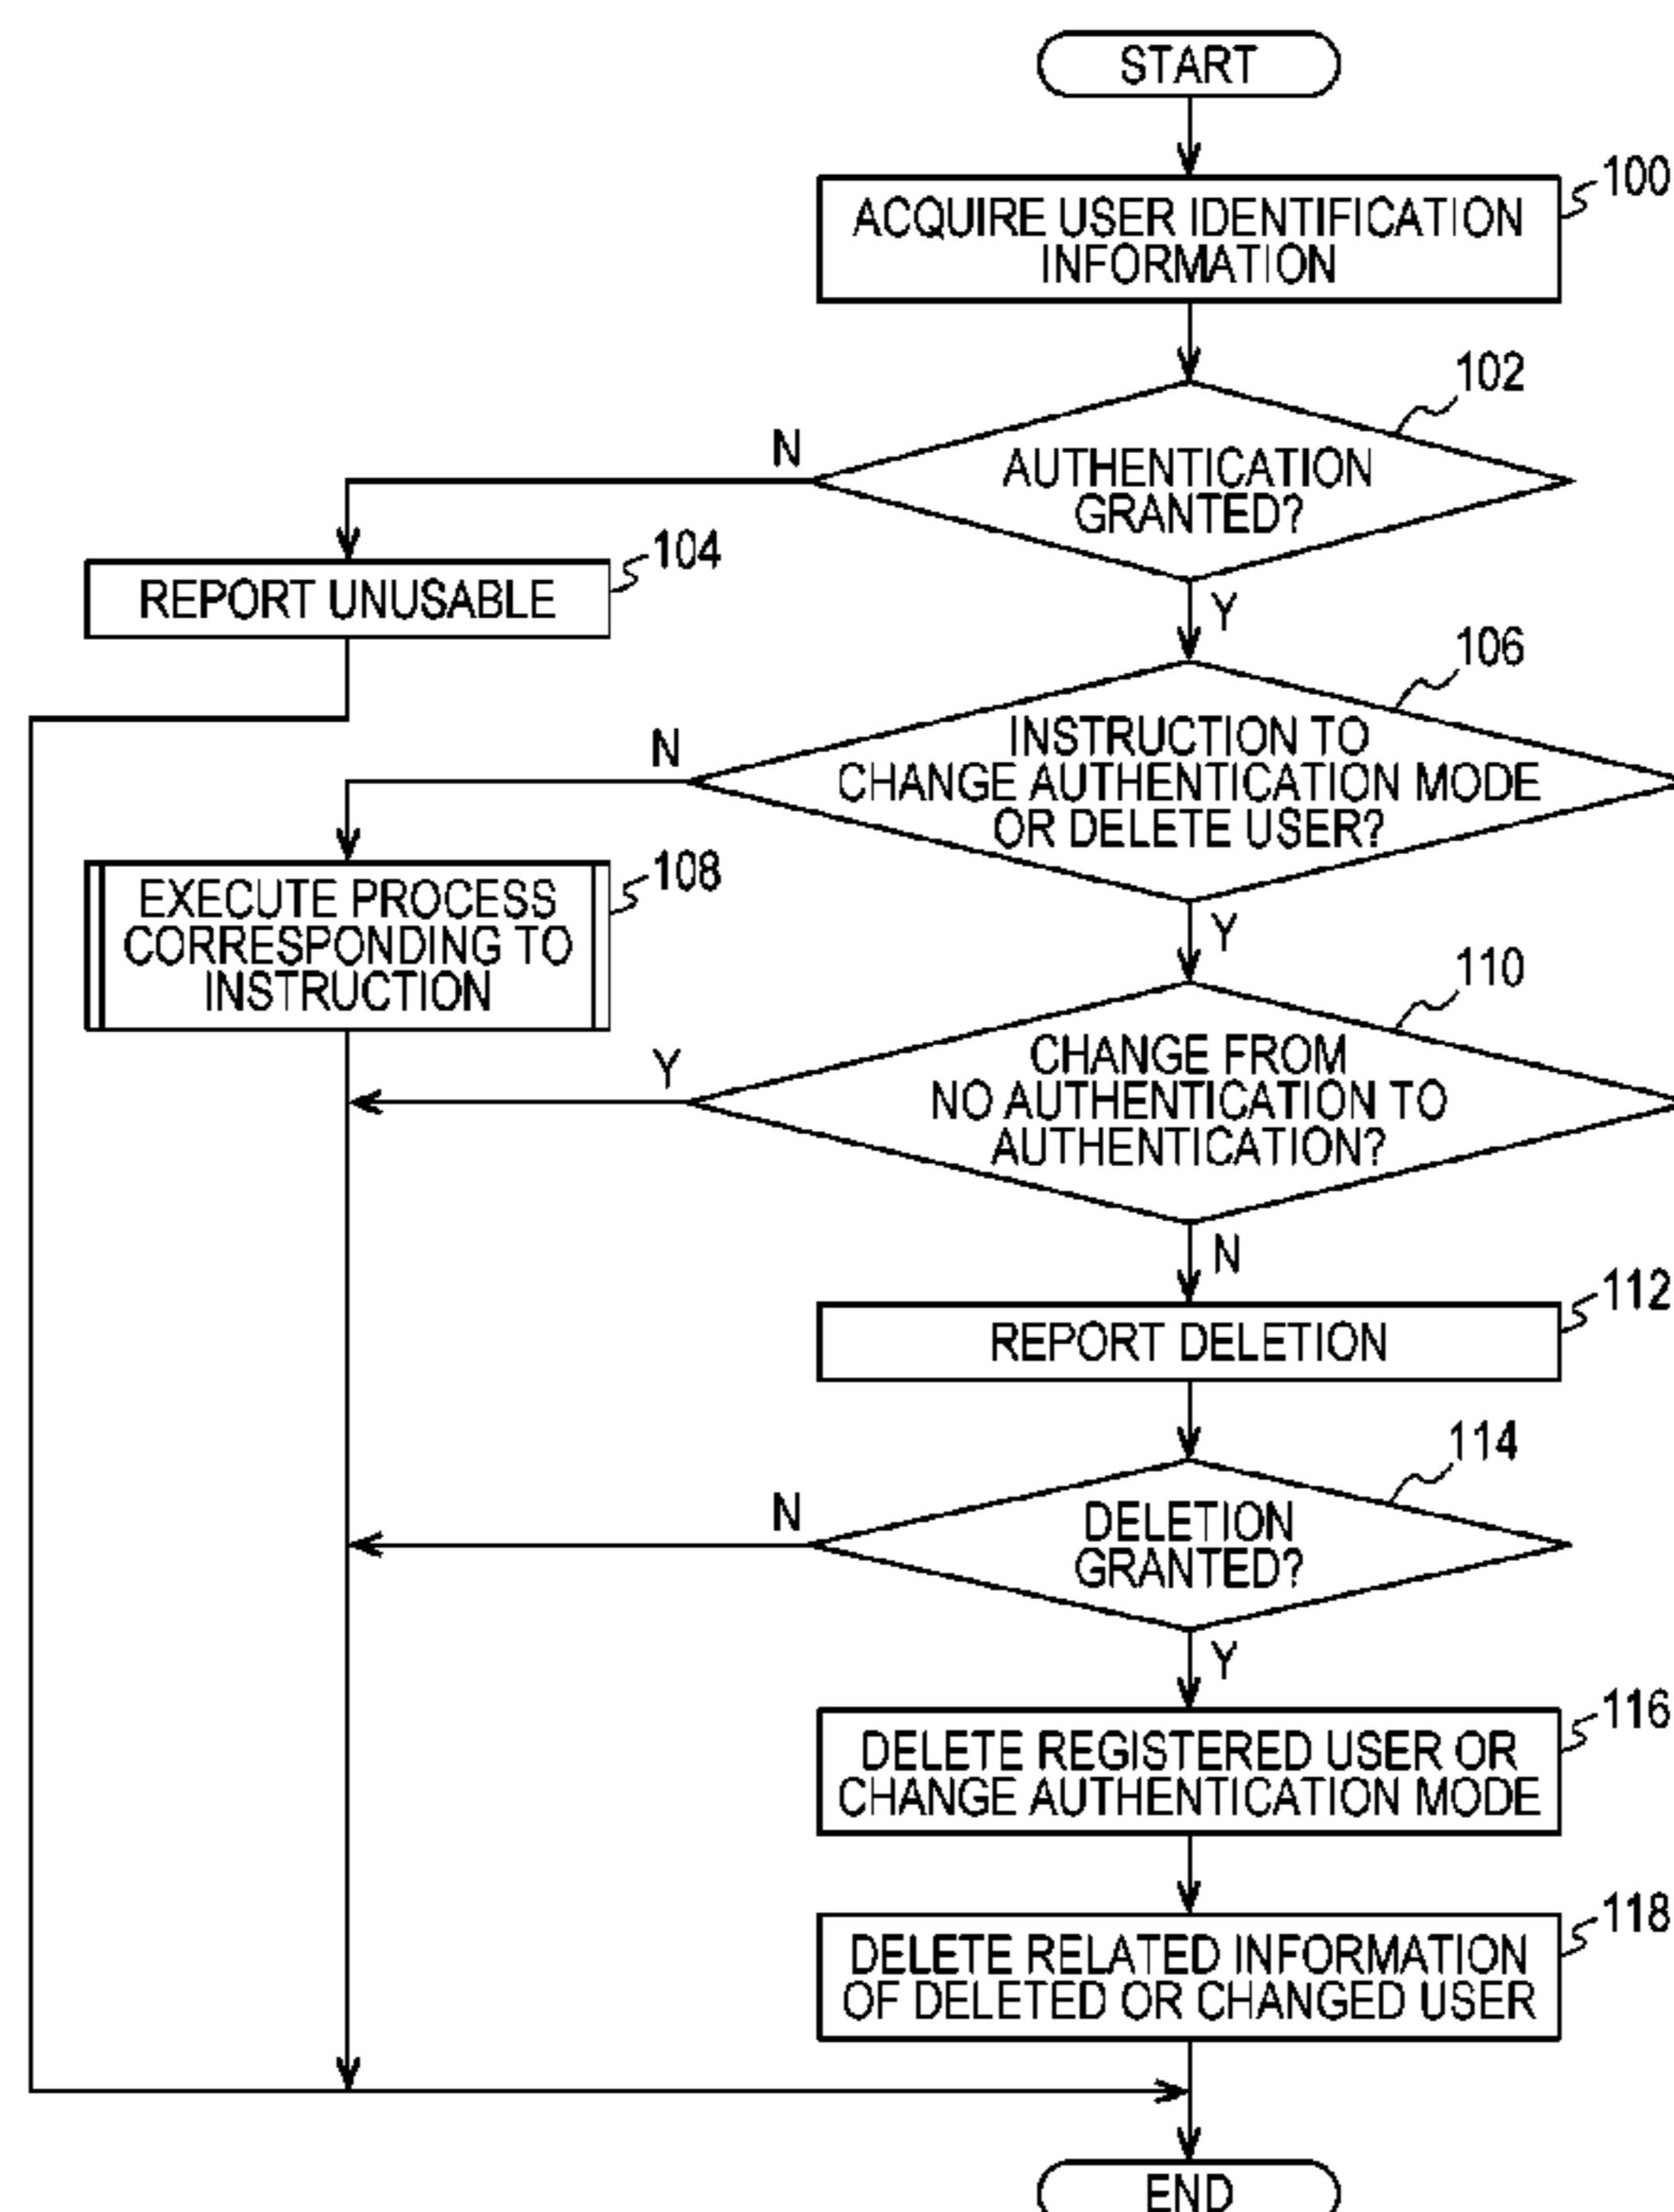 START
100
ACQUIRE USER IDENTIFICATION
INFORMATION
102
N
AUTHENTICATION
GRANTED?
104
REPORT UNUSABLE
Y
106
N
INSTRUCTION TO
CHANGE AUTHENTICATION MODE
OR DELETE USER?
108
EXECUTE PROCESS
CORRESPONDING TO
INSTRUCTION
Y
110
Y
CHANGE FROM
NO AUTHENTICATION TO
AUTHENTICATION?
N
112
REPORT DELETION
114
N
DELETION
GRANTED?
Y
116
DELETE REGISTERED USER OR
CHANGE AUTHENTICATION MODE
118
DELETE RELATED INFORMATION
OF DELETED OR CHANGED USER
END